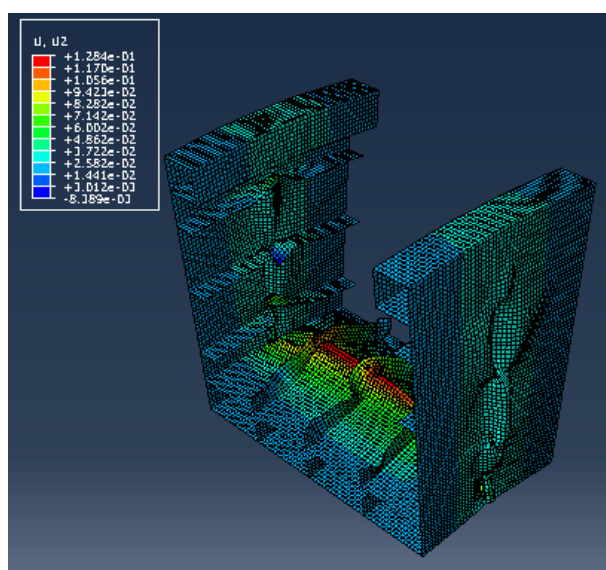 U, U2
+1.284e-01
+1.170e-01
+1.056e-01
+9.423e-02
+8.282e-02
+7.142e-02
+6.002e-02
+4.862e-02
+3.722e-02
+2.582e-02
+1.441e-02
+3.012e-03
-8.389e-03